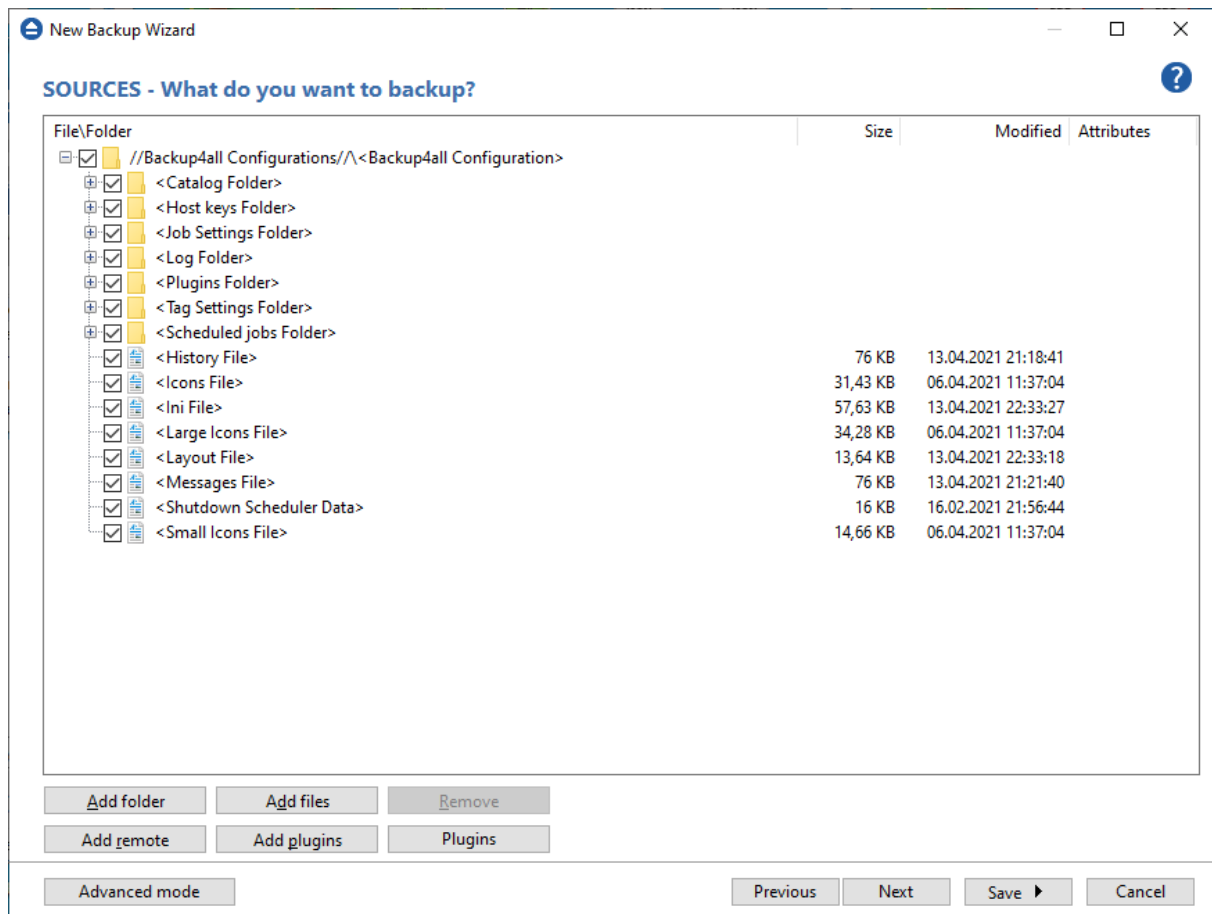 New Backup Wizard
SOURCES - What do you want to backup?
File\Folder Size Modified Attributes
//Backup4all Configurations//\<Backup4all Configuration>
<Catalog Folder>
<Host keys Folder>
<Job Settings Folder>
<Log Folder>
<Plugins Folder>
<Tag Settings Folder>
<Scheduled jobs Folder>
<History File> 76 KB 13.04.2021 21:18:41
<Icons File> 31,43 KB 06.04.2021 11:37:04
<Ini File> 57,63 KB 13.04.2021 22:33:27
<Large Icons File> 34,28 KB 06.04.2021 11:37:04
<Layout File> 13,64 KB 13.04.2021 22:33:18
<Messages File> 76 KB 13.04.2021 21:21:40
<Shutdown Scheduler Data> 16 KB 16.02.2021 21:56:44
<Small Icons File> 14,66 KB 06.04.2021 11:37:04
Add folder Add files Remove
Add remote Add plugins Plugins
Advanced mode Previous Next Save Cancel